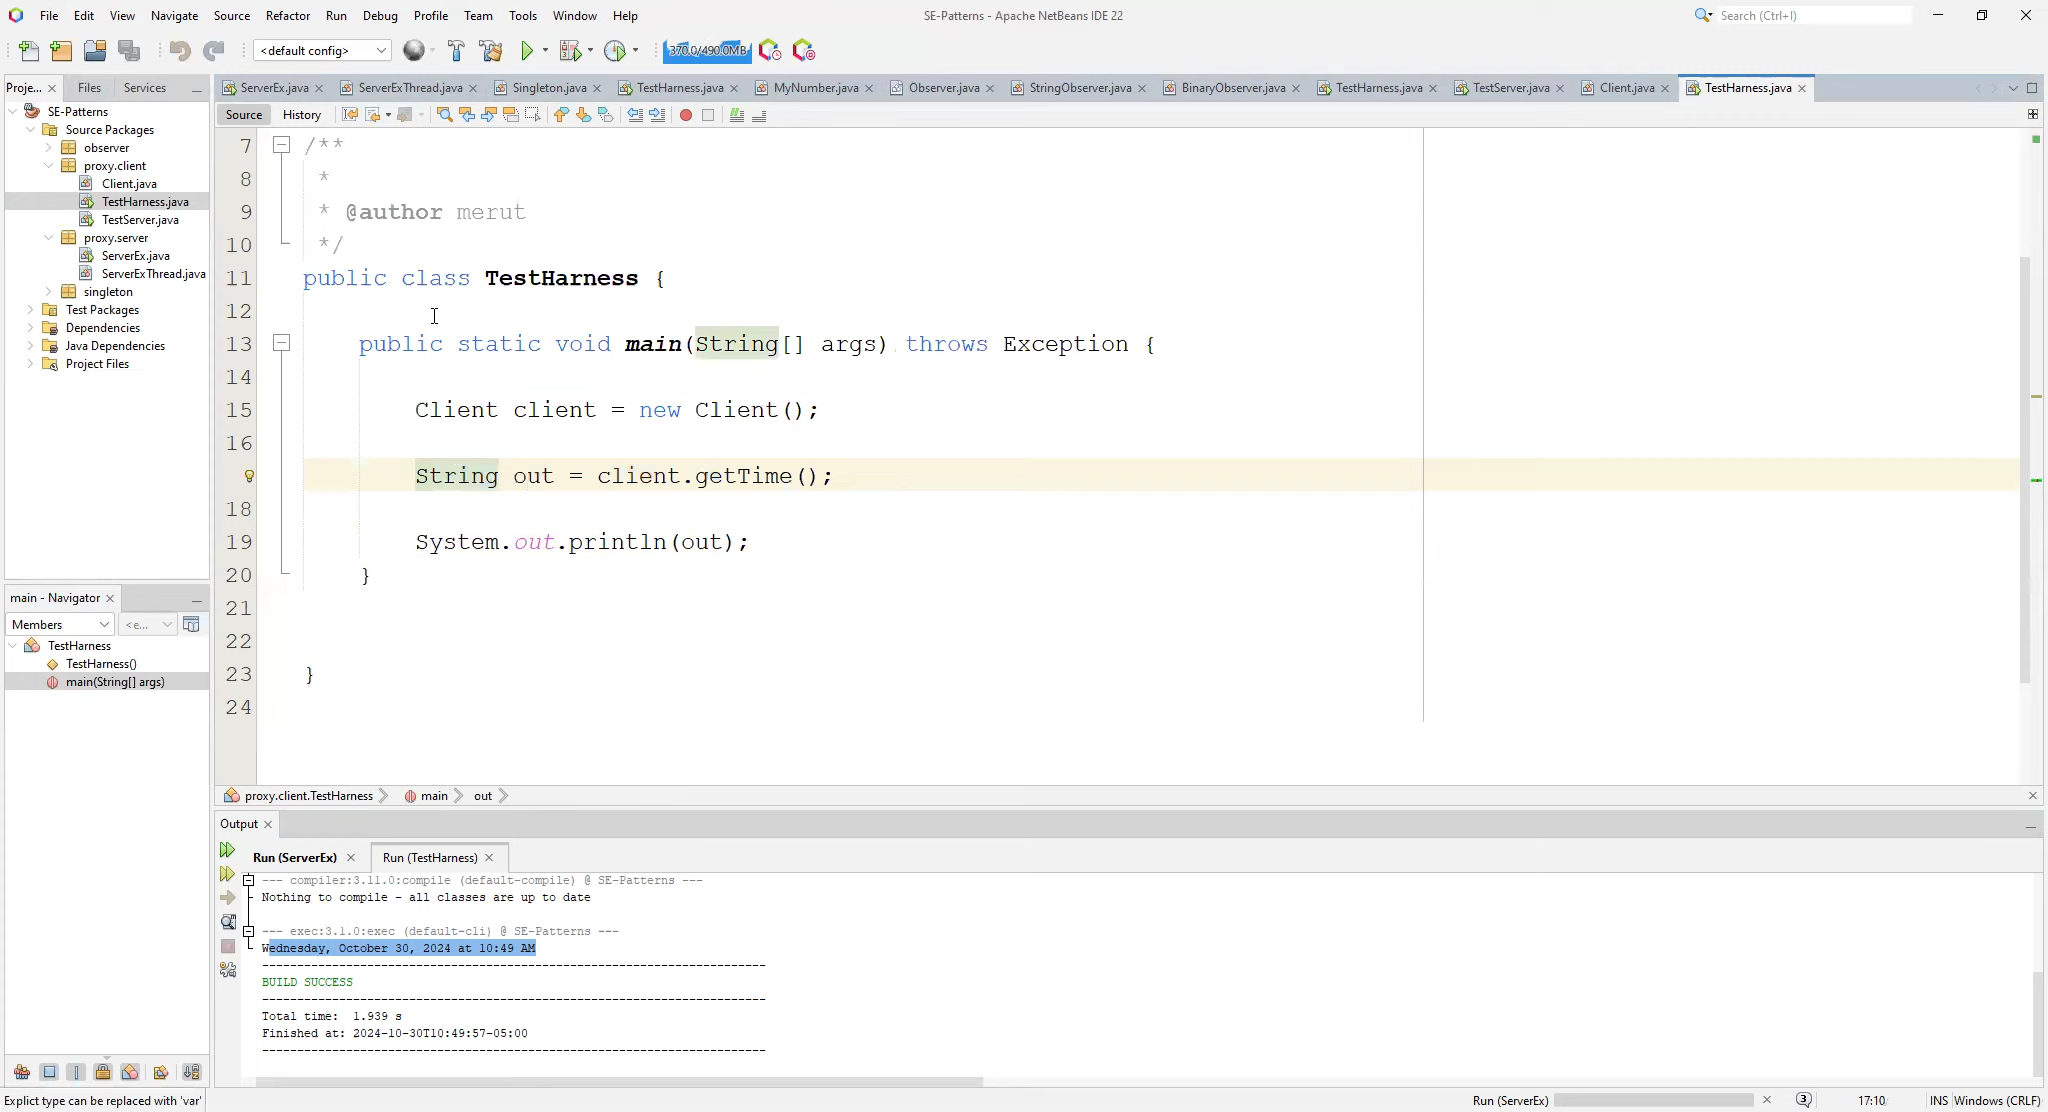 File Edit View Navigate Source Refactor Run Debug Profile Team Tools Window Help
SE-Patterns - Apache NetBeans IDE 22
Search (Ctrl+I)
<default config>
370.0/490.0MB
Proje...
Files
Services
ServerEx.java
ServerExThread.java
Singleton.java
TestHarness.java
MyNumber.java
Observer.java
StringObserver.java
BinaryObserver.java
TestHarness.java
TestServer.java
Client.java
TestHarness.java
Source
History
SE-Patterns
Source Packages
observer
proxy.client
Client.java
TestHarness.java
TestServer.java
proxy.server
ServerEx.java
ServerExThread.java
singleton
Test Packages
Dependencies
Java Dependencies
Project Files
7 /**
8 *
9 * @author merut
10 */
11 public class TestHarness {
12
13 public static void main(String[] args) throws Exception {
14
15 Client client = new Client();
16
String out = client.getTime();
18
19 System.out.println(out);
20 }
21
22
23 }
24
main - Navigator
Members
<e...
TestHarness
TestHarness()
main(String[] args)
proxy.client.TestHarness
main
out
Output
Run (ServerEx)
Run (TestHarness)
--- compiler:3.11.0:compile (default-compile) @ SE-Patterns ---
Nothing to compile - all classes are up to date
--- exec:3.1.0:exec (default-cli) @ SE-Patterns ---
Wednesday, October 30, 2024 at 10:49 AM
------------------------------------------------------------------------
BUILD SUCCESS
------------------------------------------------------------------------
Total time:  1.939 s
Finished at: 2024-10-30T10:49:57-05:00
------------------------------------------------------------------------
Explict type can be replaced with 'var'
Run (ServerEx)
3
17:10
INS
Windows (CRLF)